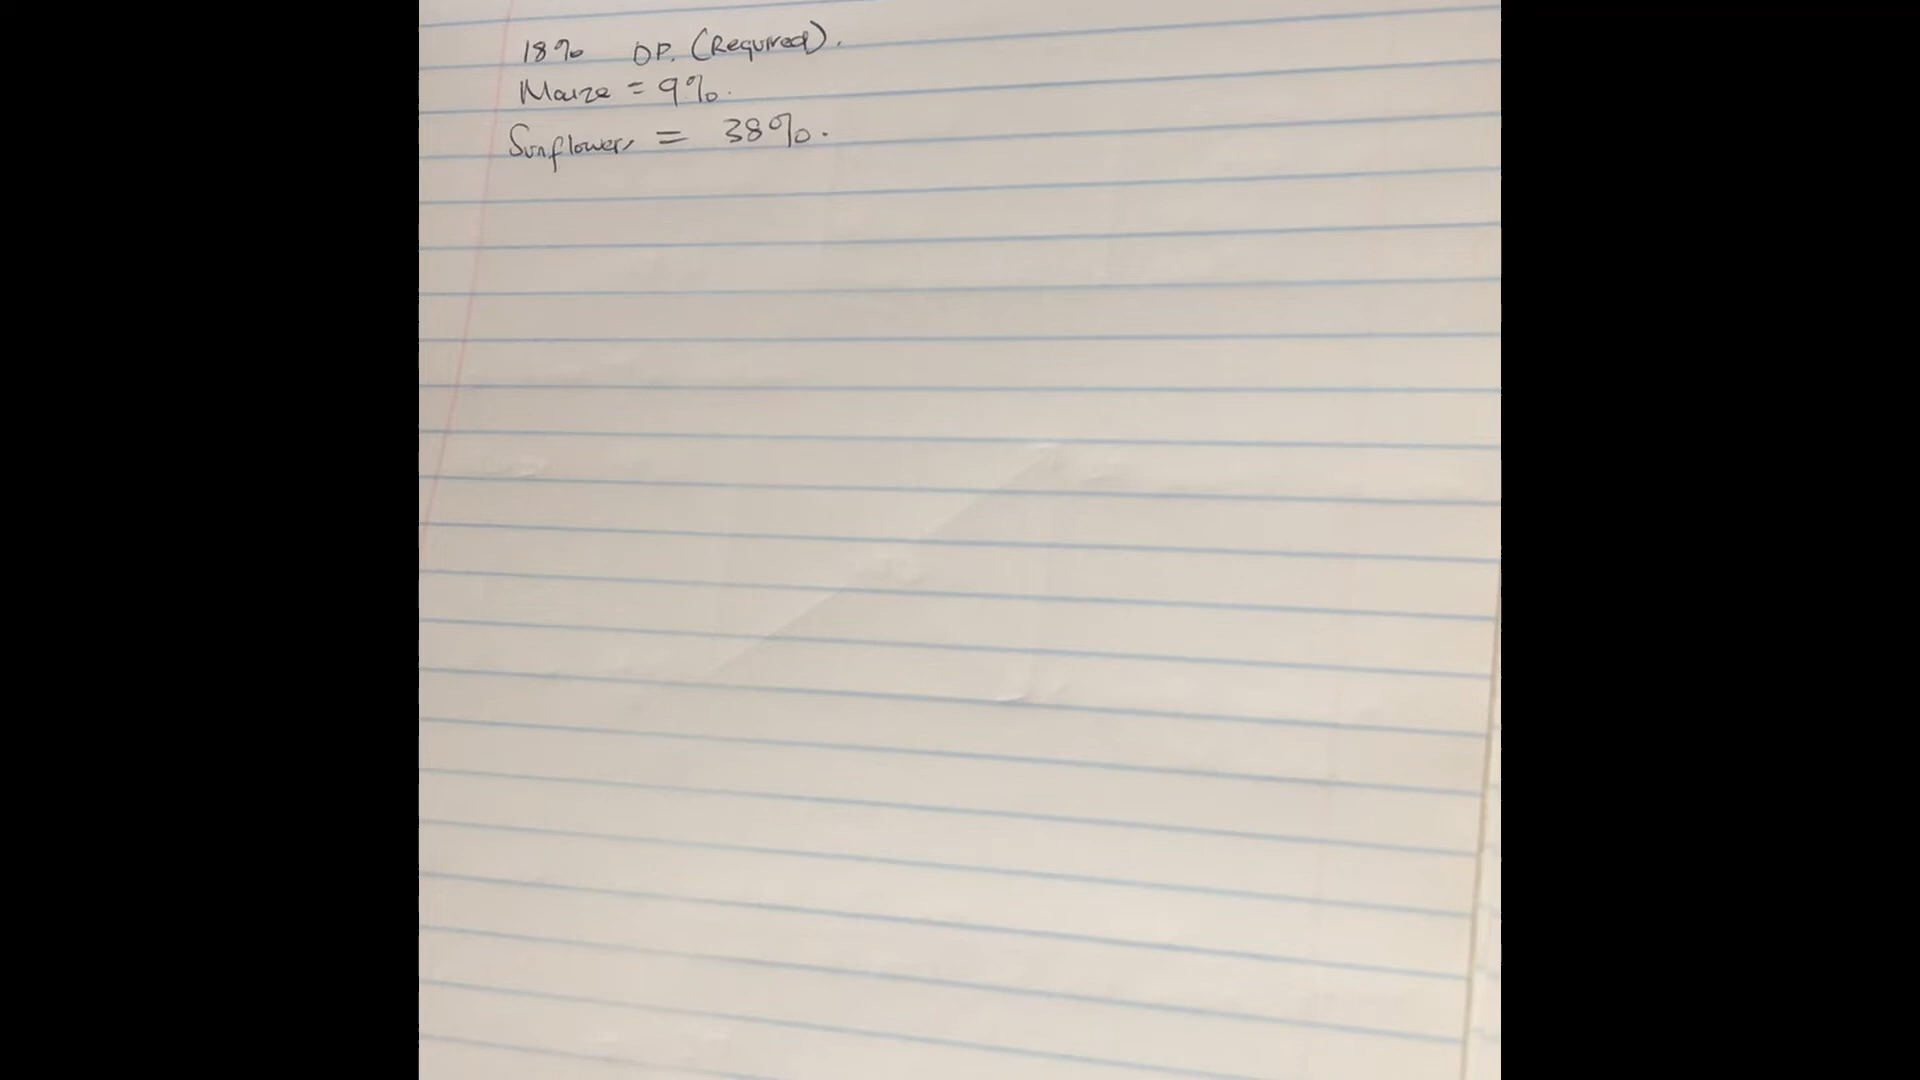 18% DP. (Required).
Maize = 9%.
Sunflower, = 38%.